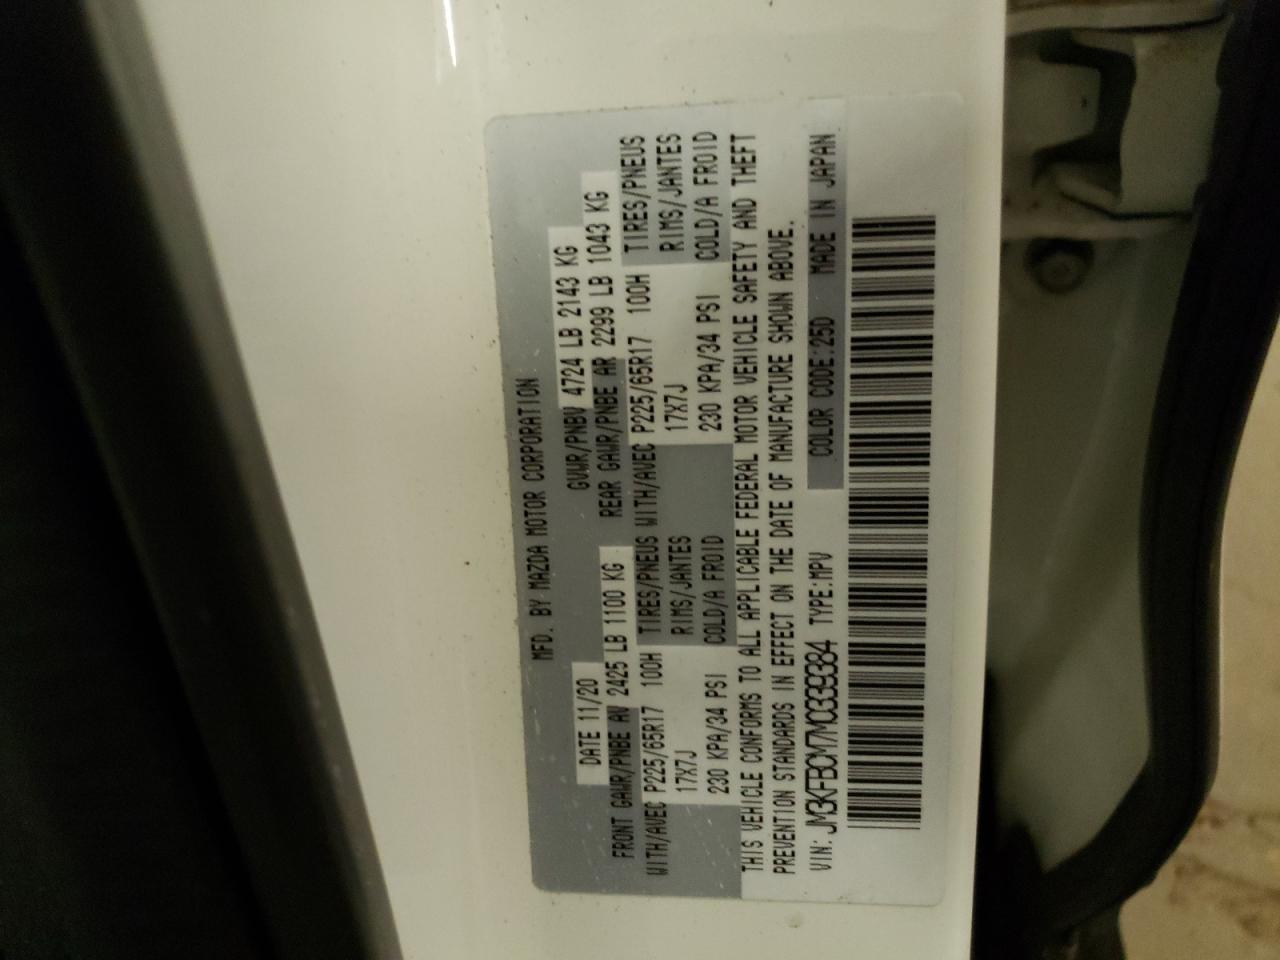 MFD. BY MAZDA MOTOR CORPORATION
DATE 11/20 GVWR/PNBV 4724 LB 2143 KG
FRONT GAWR/PNBE AV 2425 LB 1100 KG REAR GAWR/PNBE AR 2299 LB 1043 KG
WITH/AVEC P225/65R17 100H TIRES/PNEUS WITH/AVEC P225/65R17 100H TIRES/PNEUS
17X7J RIMS/JANTES 17X7J RIMS/JANTES
230 KPA/34 PSI COLD/A FROID 230 KPA/34 PSI COLD/A FROID
THIS VEHICLE CONFORMS TO ALL APPLICABLE FEDERAL MOTOR VEHICLE SAFETY AND THEFT
PREVENTION STANDARDS IN EFFECT ON THE DATE OF MANUFACTURE SHOWN ABOVE.
VIN: JM3KFBCM7M0339384 TYPE:MPV COLOR CODE:25D MADE IN JAPAN